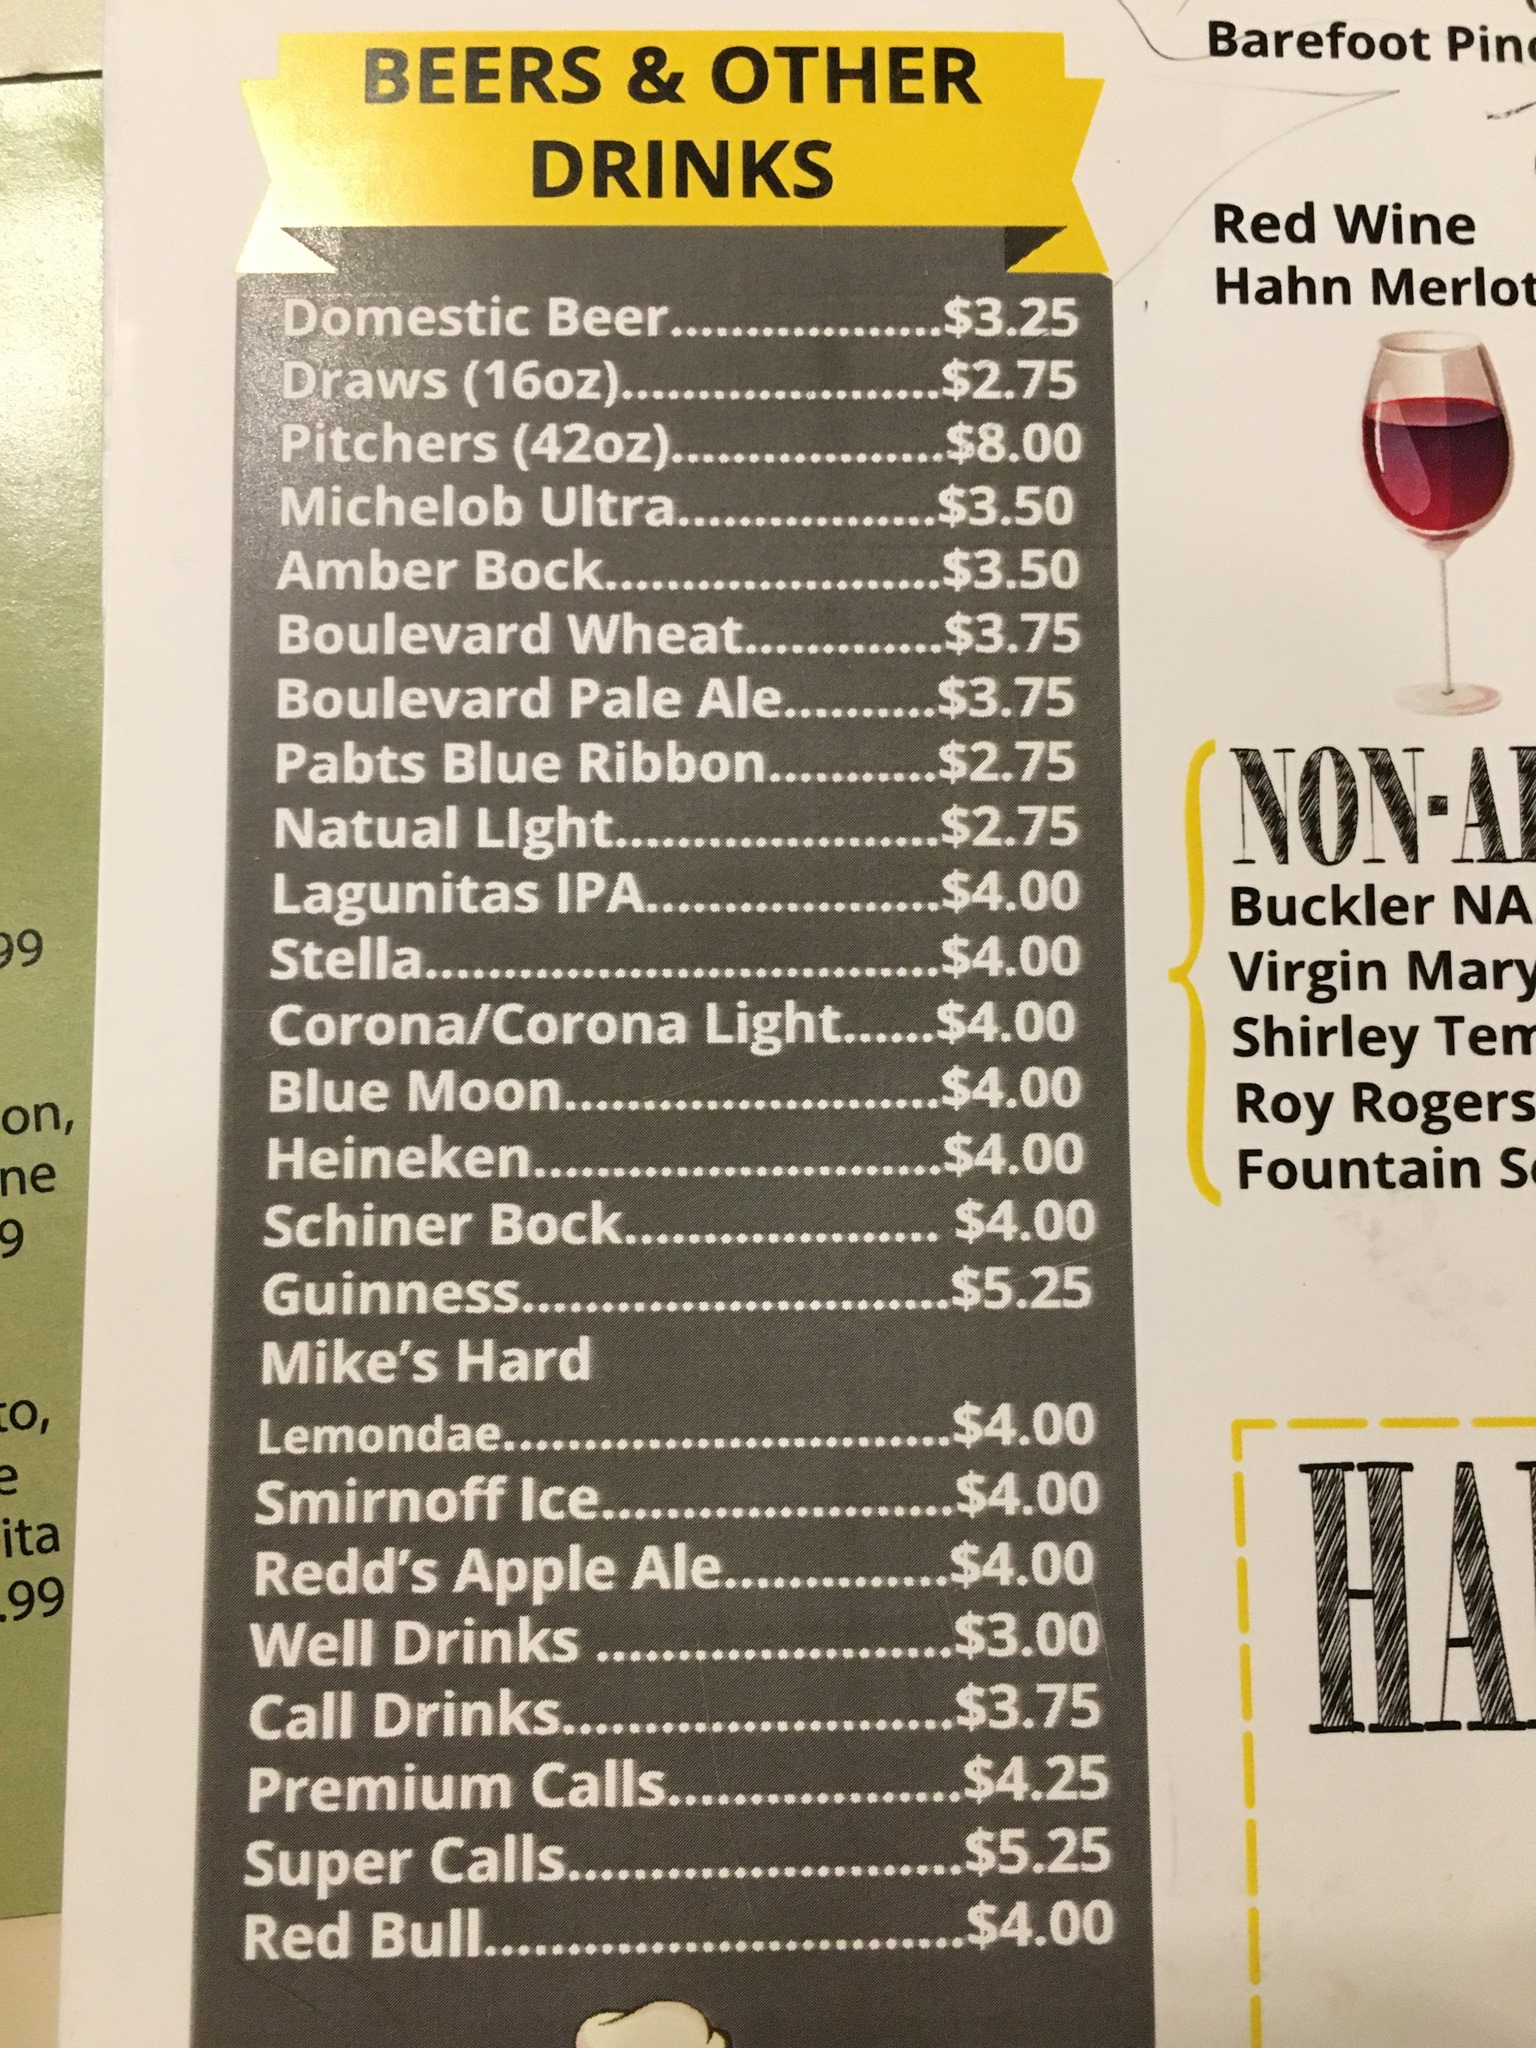 BEERS & OTHER
DRINKS
Domestic Beer..................$3.25
Draws (16oz).....................$2.75
Pitchers (42oz)..................$8.00
Michelob Ultra.................$3.50
Amber Bock......................$3.50
Boulevard Wheat.............$3.75
Boulevard Pale Ale..........$3.75
Pabts Blue Ribbon...........$2.75
Natual LIght.....................$2.75
Lagunitas IPA...................$4.00
Stella..................................$4.00
Corona/Corona Light......$4.00
Blue Moon.........................$4.00
Heineken...........................$4.00
Schiner Bock..................... $4.00
Guinness............................$5.25
Mike's Hard
Lemondae..............................$4.00
Smirnoff Ice.......................$4.00
Redd's Apple Ale...............$4.00
Well Drinks .......................$3.00
Call Drinks..........................$3.75
Premium Calls...................$4.25
Super Calls..........................$5.25
Red Bull...............................$4.00
Barefoot
Red Wine
Hahn Merlot
NON-
Buckler NA
Virgin Mary
Shirley
Roy Rogers
Fountain
99
on,
ne
9
to,
e
ita
.99